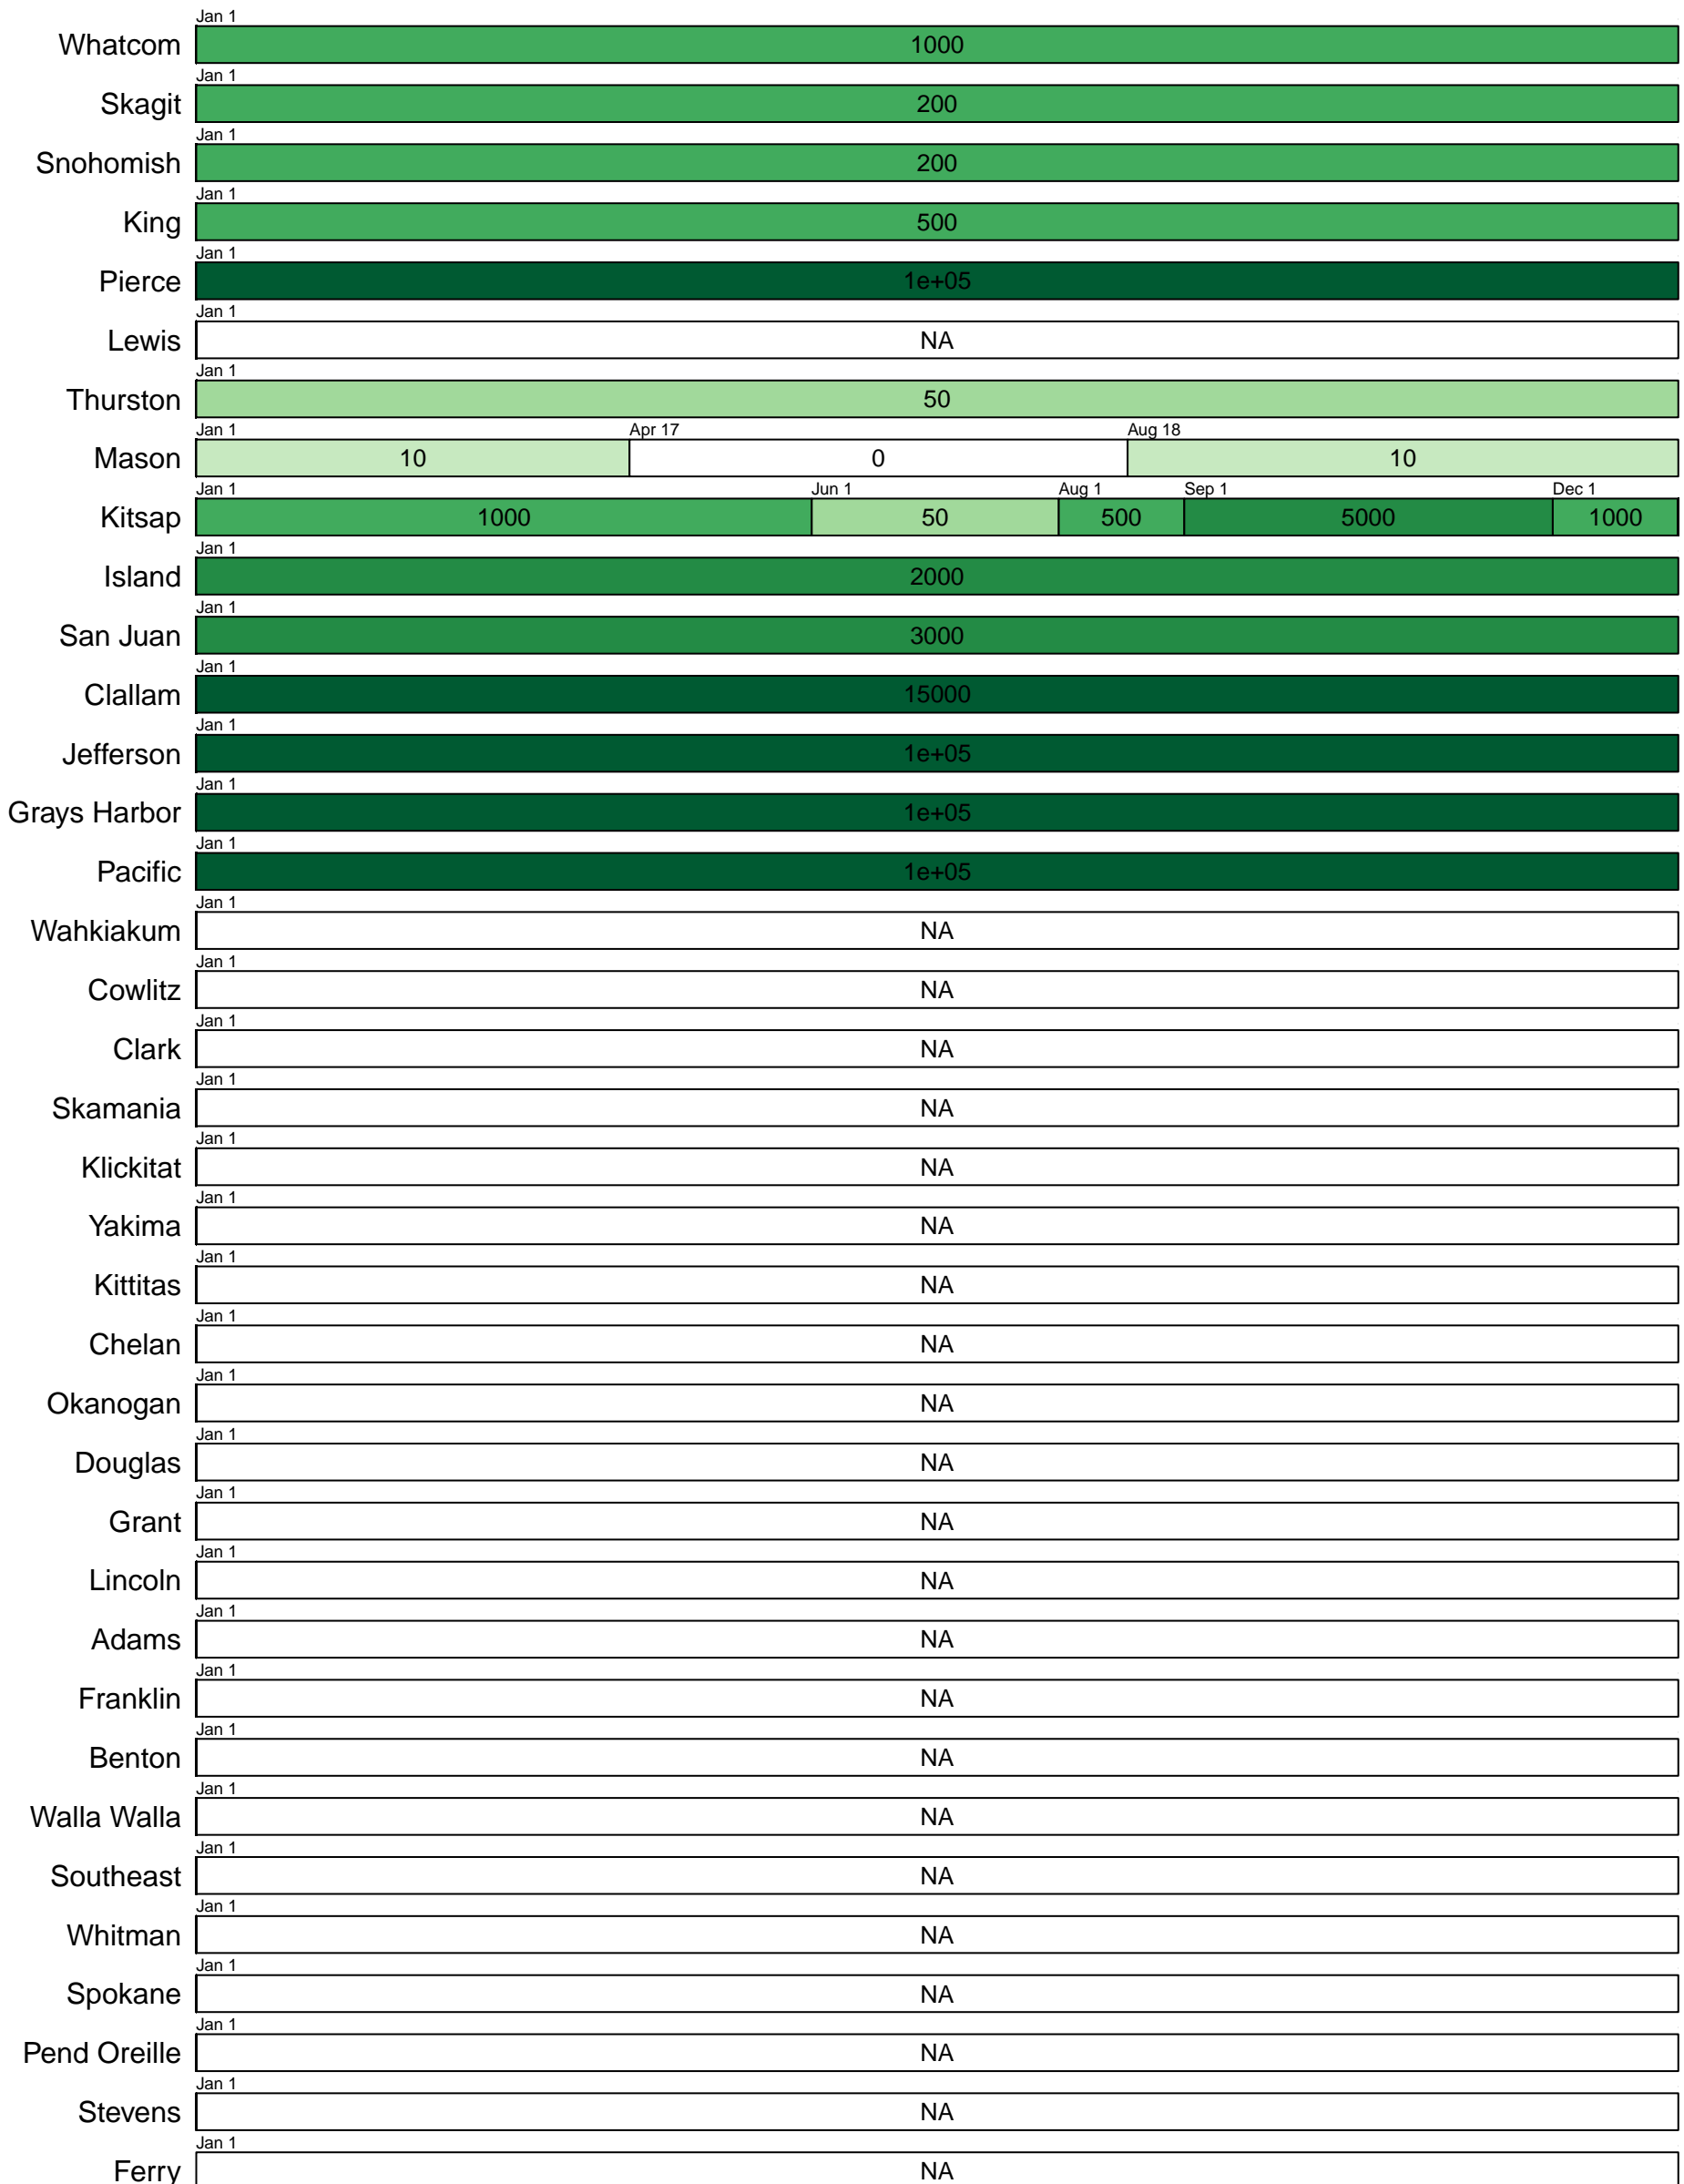 Jan 1
Whatcom 1000
Jan 1
Skagit 200
Jan 1
Snohomish 200
Jan 1
King 500
Jan 1
Pierce 1e+05
Jan 1
Lewis NA
Jan 1
Thurston 50
Jan 1 Apr 17 Aug 18
Mason 10 0 10
Jan 1 Jun 1 Aug 1 Sep 1 Dec 1
Kitsap 1000 50 500 5000 1000
Jan 1
Island 2000
Jan 1
San Juan 3000
Jan 1
Clallam 15000
Jan 1
Jefferson 1e+05
Jan 1
Grays Harbor 1e+05
Jan 1
Pacific 1e+05
Jan 1
Wahkiakum NA
Jan 1
Cowlitz NA
Jan 1
Clark NA
Jan 1
Skamania NA
Jan 1
Klickitat NA
Jan 1
Yakima NA
Jan 1
Kittitas NA
Jan 1
Chelan NA
Jan 1
Okanogan NA
Jan 1
Douglas NA
Jan 1
Grant NA
Jan 1
Lincoln NA
Jan 1
Adams NA
Jan 1
Franklin NA
Jan 1
Benton NA
Jan 1
Walla Walla NA
Jan 1
Southeast NA
Jan 1
Whitman NA
Jan 1
Spokane NA
Jan 1
Pend Oreille NA
Jan 1
Stevens NA
Jan 1
Ferry NA